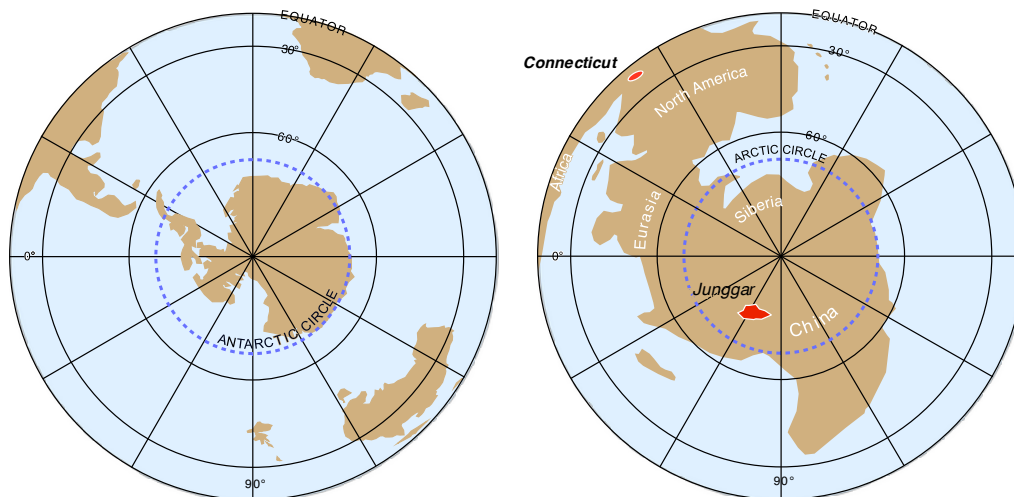 EQUATOR
30°
60°
0°
ANTARCTIC CIRCLE
90°
EQUATOR
30°
Connecticut
North America
60°
ARCTIC CIRCLE
Africa
Eurasia
Siberia
0°
Junggar
China
90°